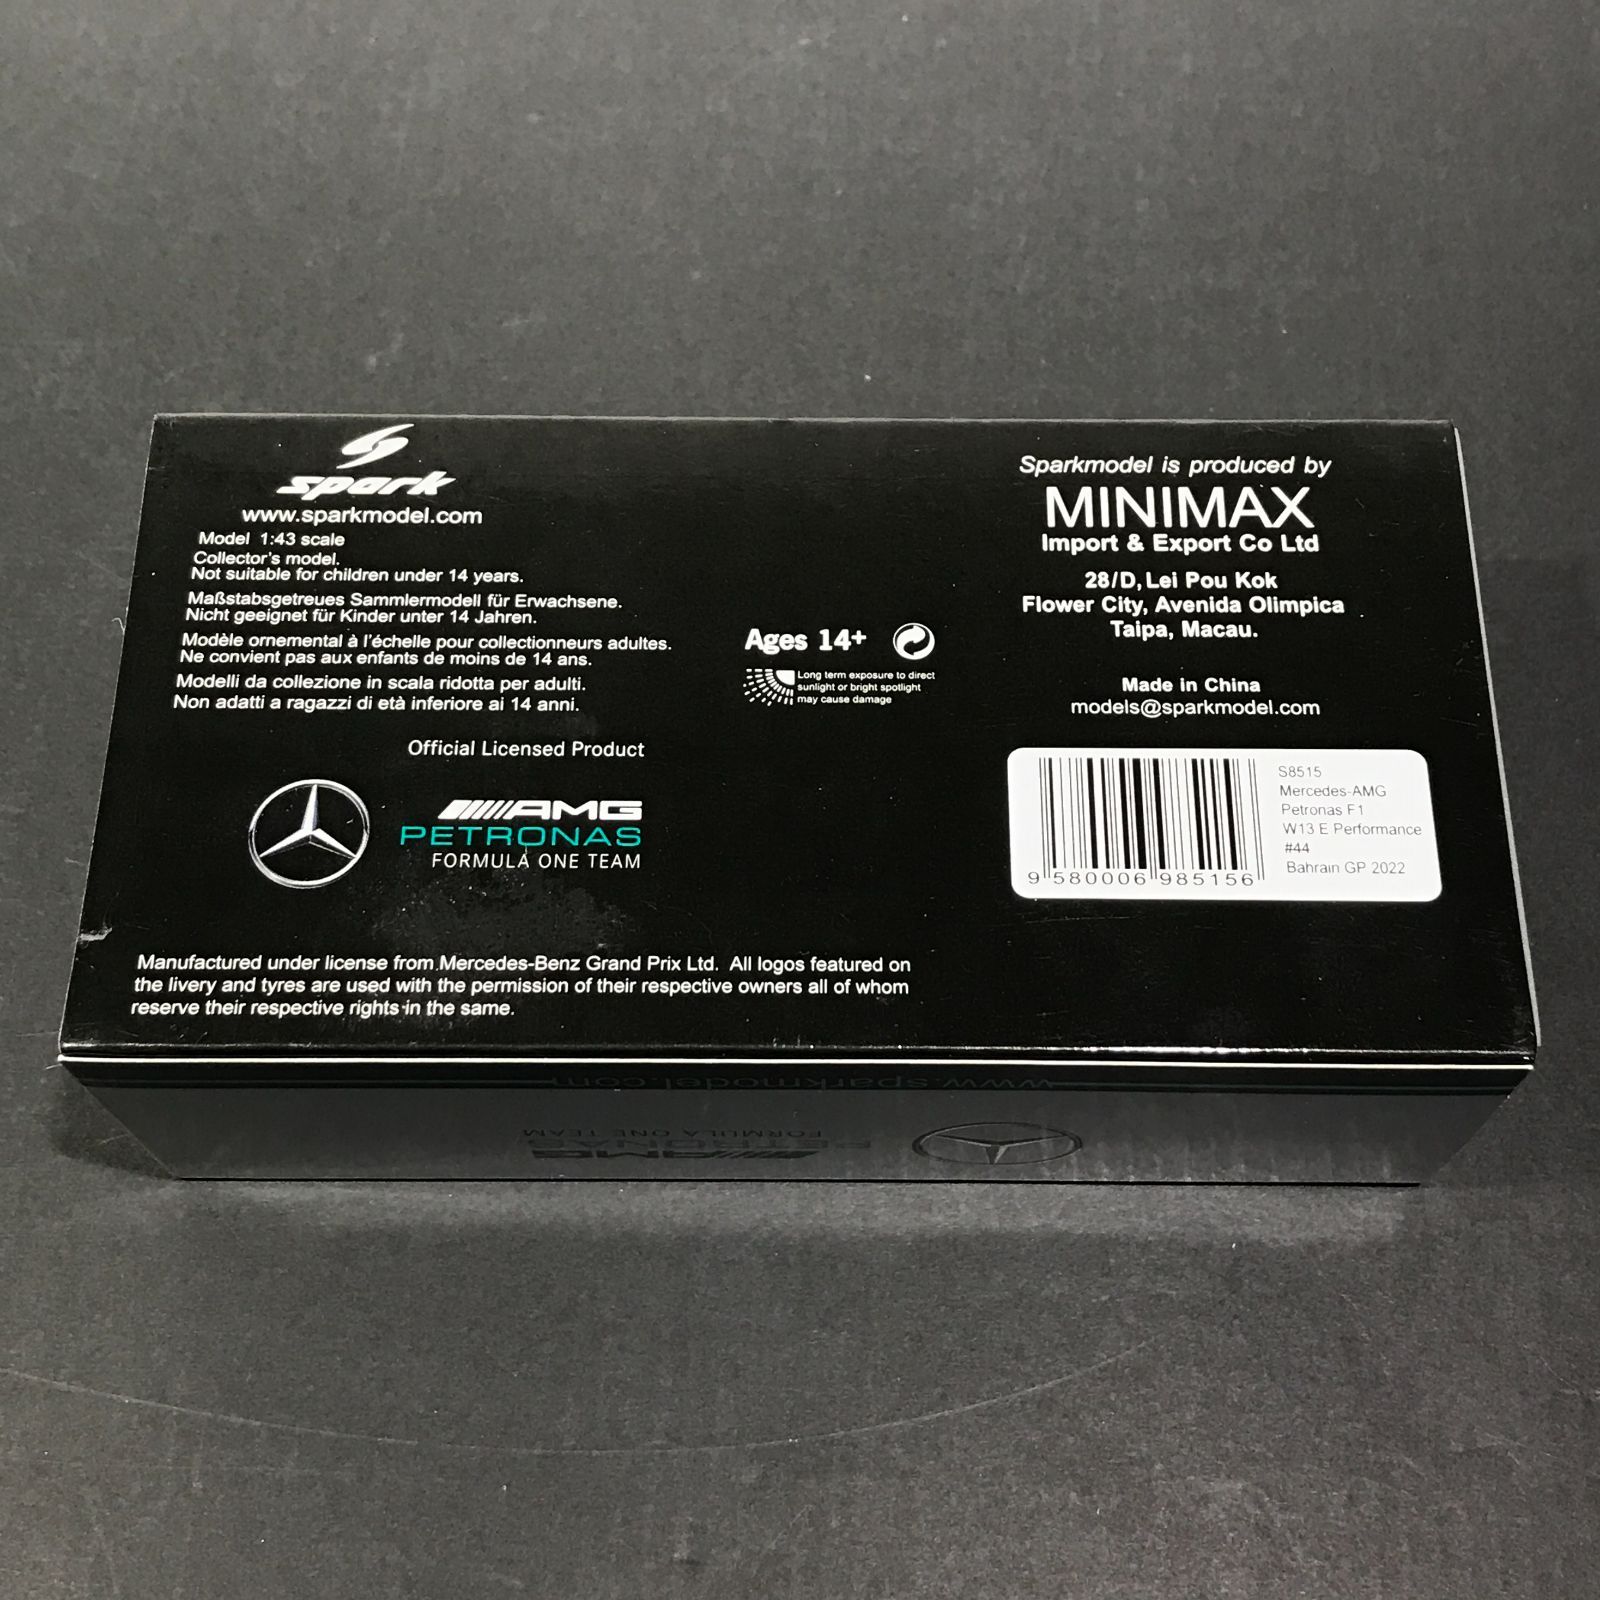 spark
www.sparkmodel.com
Model 1:43 scale
Collector's model.
Not suitable for children under 14 years.
Maßstabsgetreues Sammlermodell für Erwachsene.
Nicht geeignet für Kinder unter 14 Jahren.
Modèle ornemental à l'échelle pour collectionneurs adultes.
Ne convient pas aux enfants de moins de 14 ans.
Modelli da collezione in scala ridotta per adulti.
Non adatti a ragazzi di età inferiore ai 14 anni.
Official Licensed Product
AMG
PETRONAS
FORMULA ONE TEAM
Manufactured under license from Mercedes-Benz Grand Prix Ltd. All logos featured on
the livery and tyres are used with the permission of their respective owners all of whom
reserve their respective rights in the same.
Ages 14+
Long term exposure to direct
sunlight or bright spotlight
may cause damage
Sparkmodel is produced by
MINIMAX
Import & Export Co Ltd
28/D, Lei Pou Kok
Flower City, Avenida Olimpica
Taipa, Macau.
Made in China
models@sparkmodel.com
S8515
Mercedes-AMG
Petronas F1
W13 E Performance
#44
Bahrain GP 2022
9 580006 985156
www.sparkmodel.com
AMG
PETRONAS
FORMULA ONE TEAM